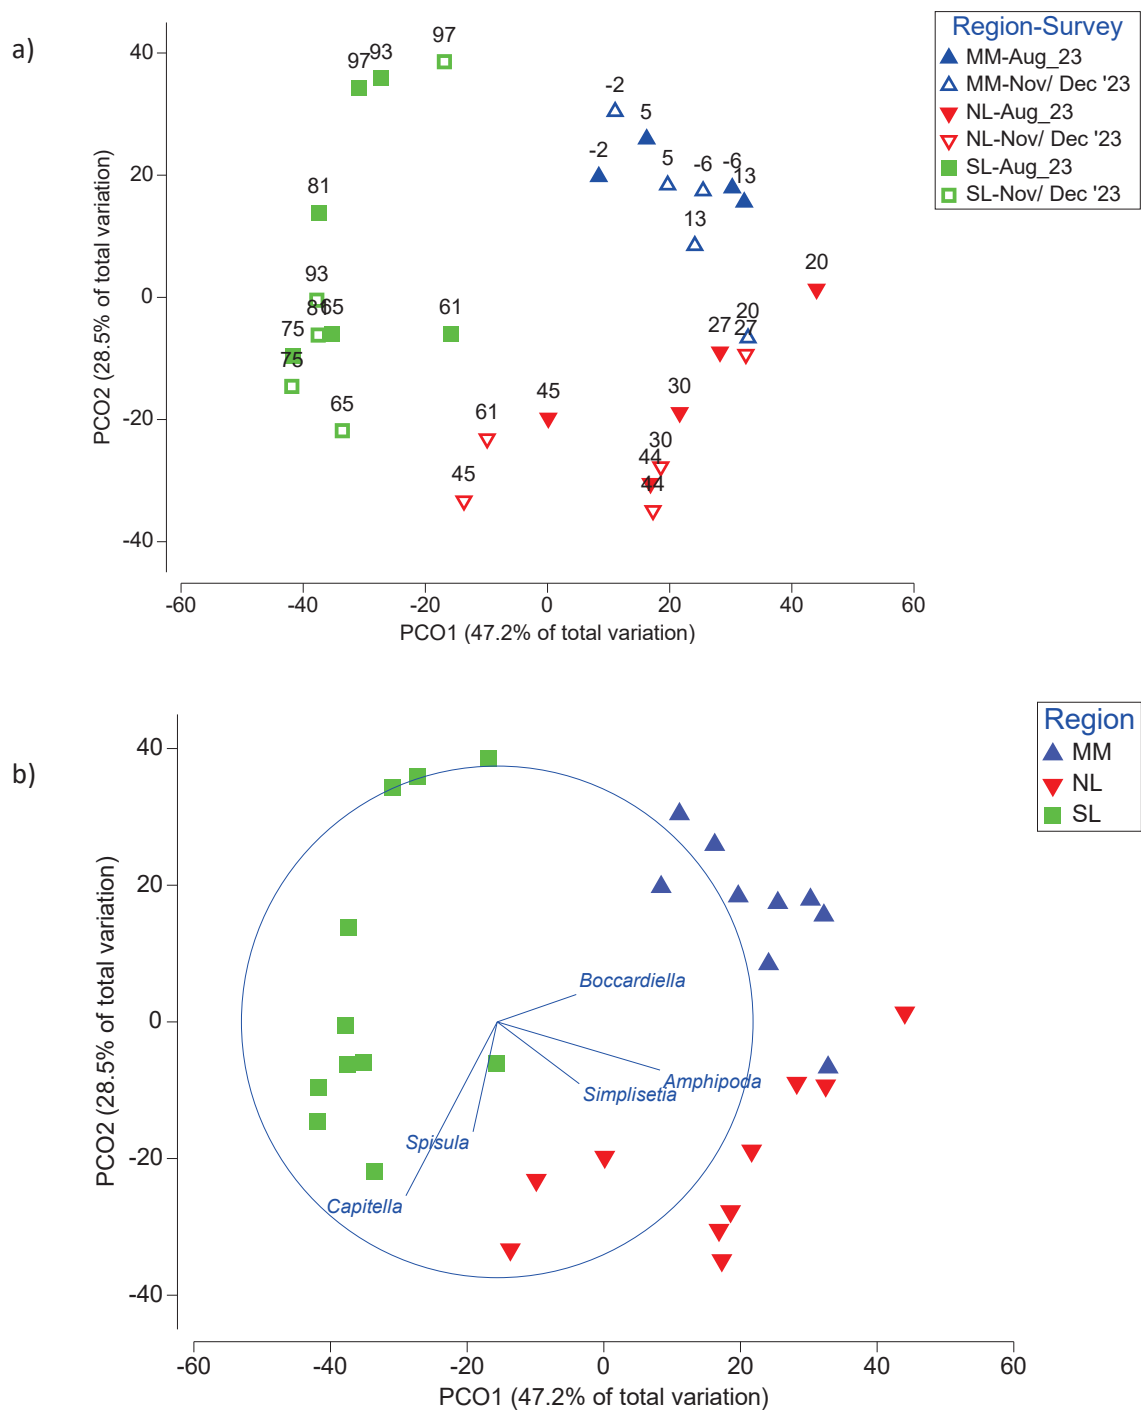 a)
Region-Survey
MM-Aug_23
MM-Nov/ Dec '23
NL-Aug_23
NL-Nov/ Dec '23
SL-Aug_23
SL-Nov/ Dec '23
PCO2 (28.5% of total variation)
40
20
0
-20
-40
97
93
97
-2
5
-2
5
-6
-6
13
13
81
20
93
81
65
61
75
75
65
20
27
27
30
45
61
45
30
44
44
-60
-40
-20
0
20
40
60
PCO1 (47.2% of total variation)
b)
Region
MM
NL
SL
PCO2 (28.5% of total variation)
40
20
0
-20
-40
Boccardiella
Amphipoda
Simplisetia
Spisula
Capitella
-60
-40
-20
0
20
40
60
PCO1 (47.2% of total variation)